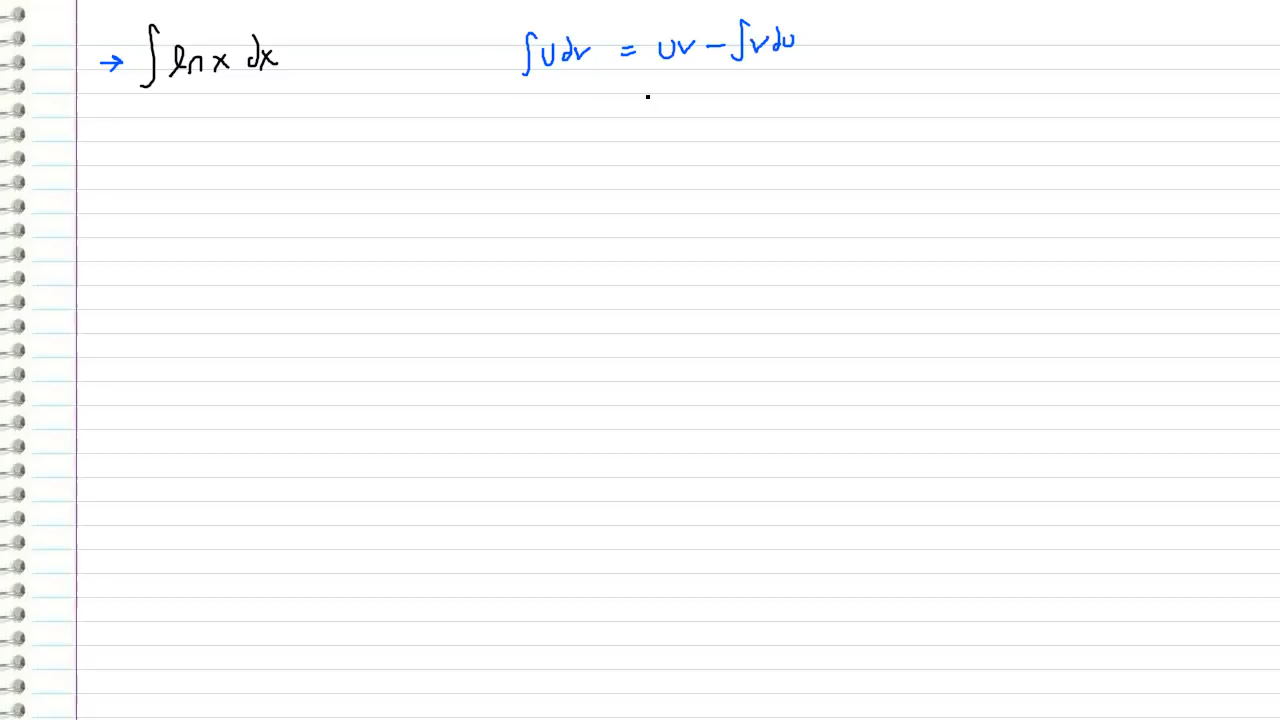 → ∫ ln x dx
∫ u dv = uv - ∫ v du